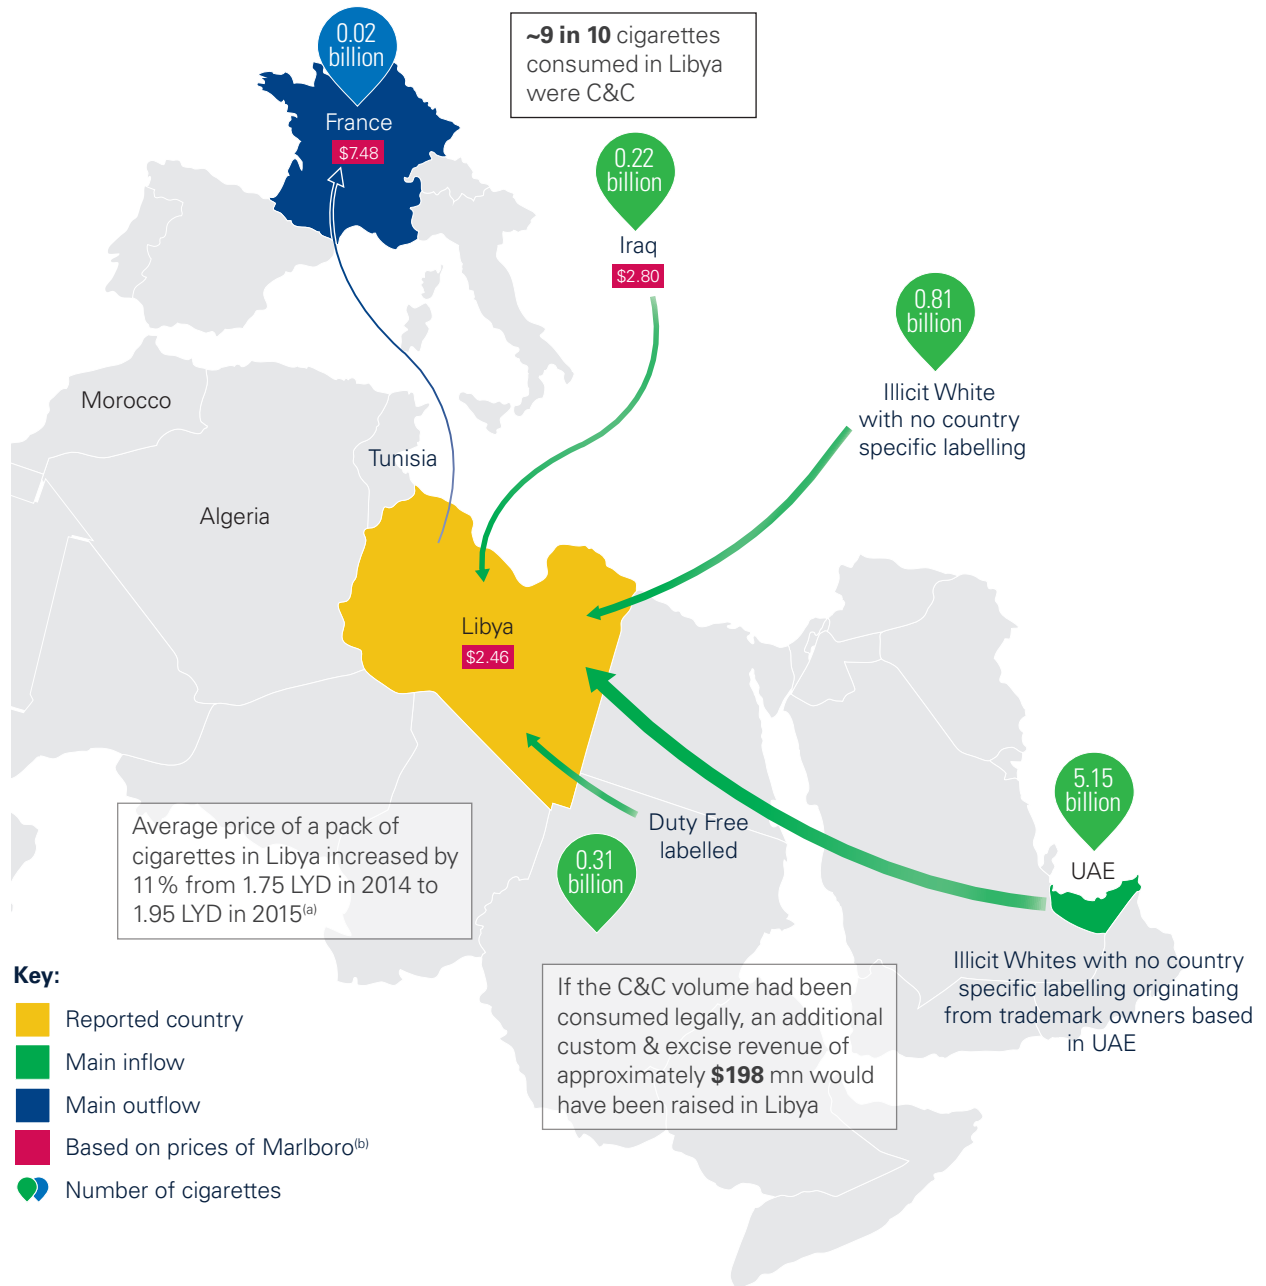 0.02
billion
France
$7.48
~9 in 10 cigarettes
consumed in Libya
were C&C
0.22
billion
Iraq
$2.80
0.81
billion
Illicit White
with no country
specific labelling
Morocco
Tunisia
Algeria
Libya
$2.46
5.15
billion
UAE
Illicit Whites with no country
specific labelling originating
from trademark owners based
in UAE
Duty Free
labelled
0.31
billion
Average price of a pack of
cigarettes in Libya increased by
11% from 1.75 LYD in 2014 to
1.95 LYD in 2015(a)
If the C&C volume had been
consumed legally, an additional
custom & excise revenue of
approximately $198 mn would
have been raised in Libya
Key:
Reported country
Main inflow
Main outflow
Based on prices of Marlboro(b)
Number of cigarettes